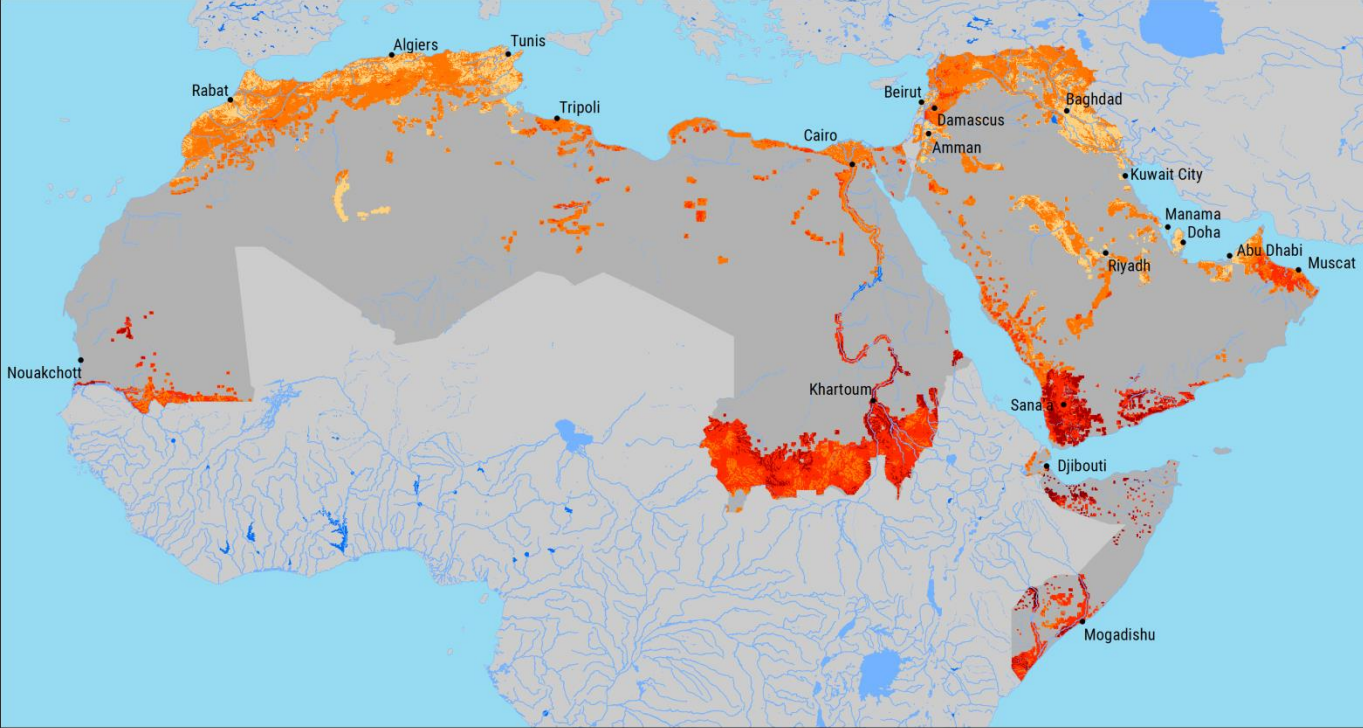 Algiers
Tunis
Rabat
Tripoli
Beirut
Baghdad
Damascus
Cairo
Amman
Kuwait City
Manama
Doha
Abu Dhabi
Riyadh
Muscat
Nouakchott
Khartoum
Sana'a
Djibouti
Mogadishu